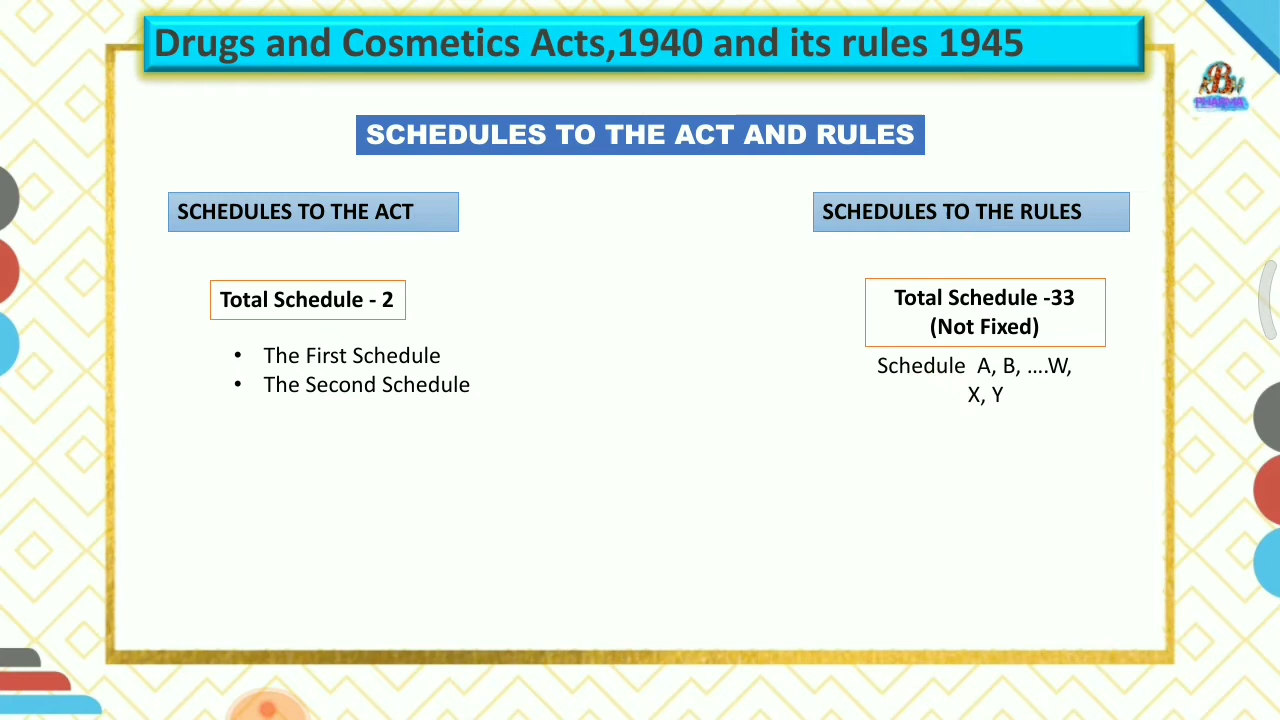 Drugs and Cosmetics Acts,1940 and its rules 1945
SCHEDULES TO THE ACT AND RULES
SCHEDULES TO THE ACT
Total Schedule - 2
• The First Schedule
• The Second Schedule
SCHEDULES TO THE RULES
Total Schedule -33
(Not Fixed)
Schedule A, B, ….W,
X, Y
PHARMA